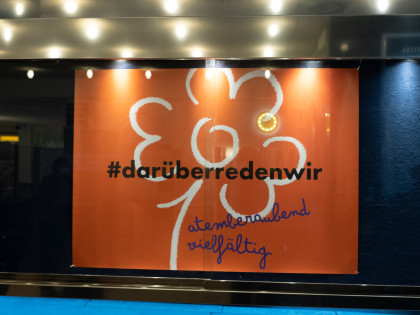 #darüberredenwir
atemberaubend
vielfältig.